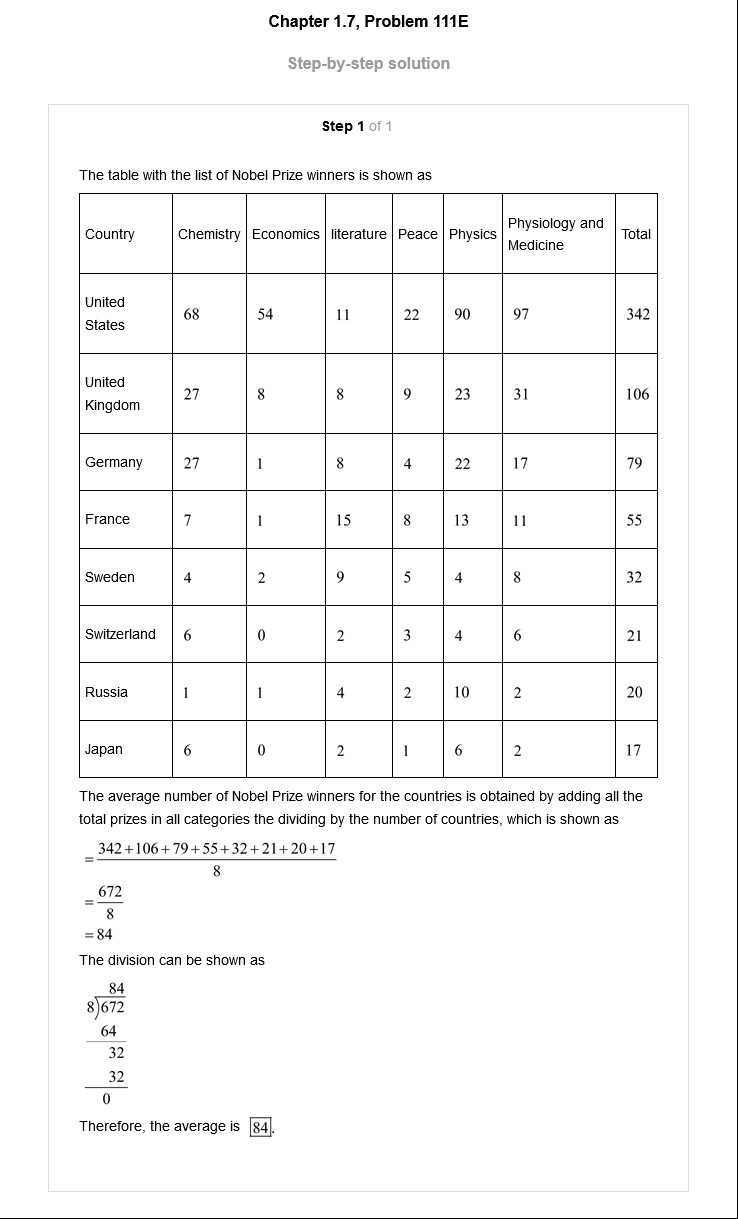 Chapter 1.7, Problem 111E
Step-by-step solution
Step 1 of 1
The table with the list of Nobel Prize winners is shown as
Country Chemistry Economics literature Peace Physics Physiology and Medicine Total
United States 68 54 11 22 90 97 342
United Kingdom 27 8 8 9 23 31 106
Germany 27 1 8 4 22 17 79
France 7 1 15 8 13 11 55
Sweden 4 2 9 5 4 8 32
Switzerland 6 0 2 3 4 6 21
Russia 1 1 4 2 10 2 20
Japan 6 0 2 1 6 2 17
The average number of Nobel Prize winners for the countries is obtained by adding all the
total prizes in all categories the dividing by the number of countries, which is shown as
= 342+106+79+55+32+21+20+17
8
= 672
8
= 84
The division can be shown as
84
8)672
64
32
32
0
Therefore, the average is 84.